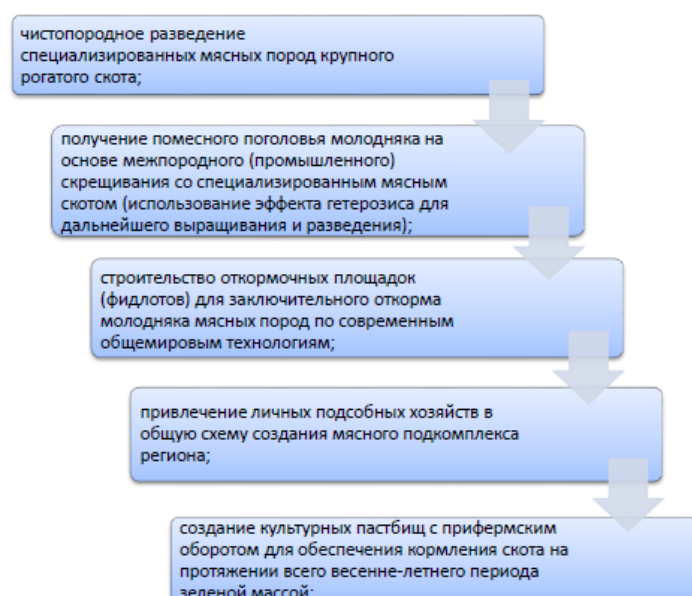 чистопородное разведение
специализированных мясных пород крупного
рогатого скота;
получение помесного поголовья молодняка на
основе межпородного (промышленного)
скрещивания со специализированным мясным
скотом (использование эффекта гетерозиса для
дальнейшего выращивания и разведения);
строительство откормочных площадок
(фидлотов) для заключительного откорма
молодняка мясных пород по современным
общемировым технологиям;
привлечение личных подсобных хозяйств в
общую схему создания мясного подкомплекса
региона;
создание культурных пастбищ с прифермским
оборотом для обеспечения кормления скота на
протяжении всего весенне-летнего периода
зеленой массой;